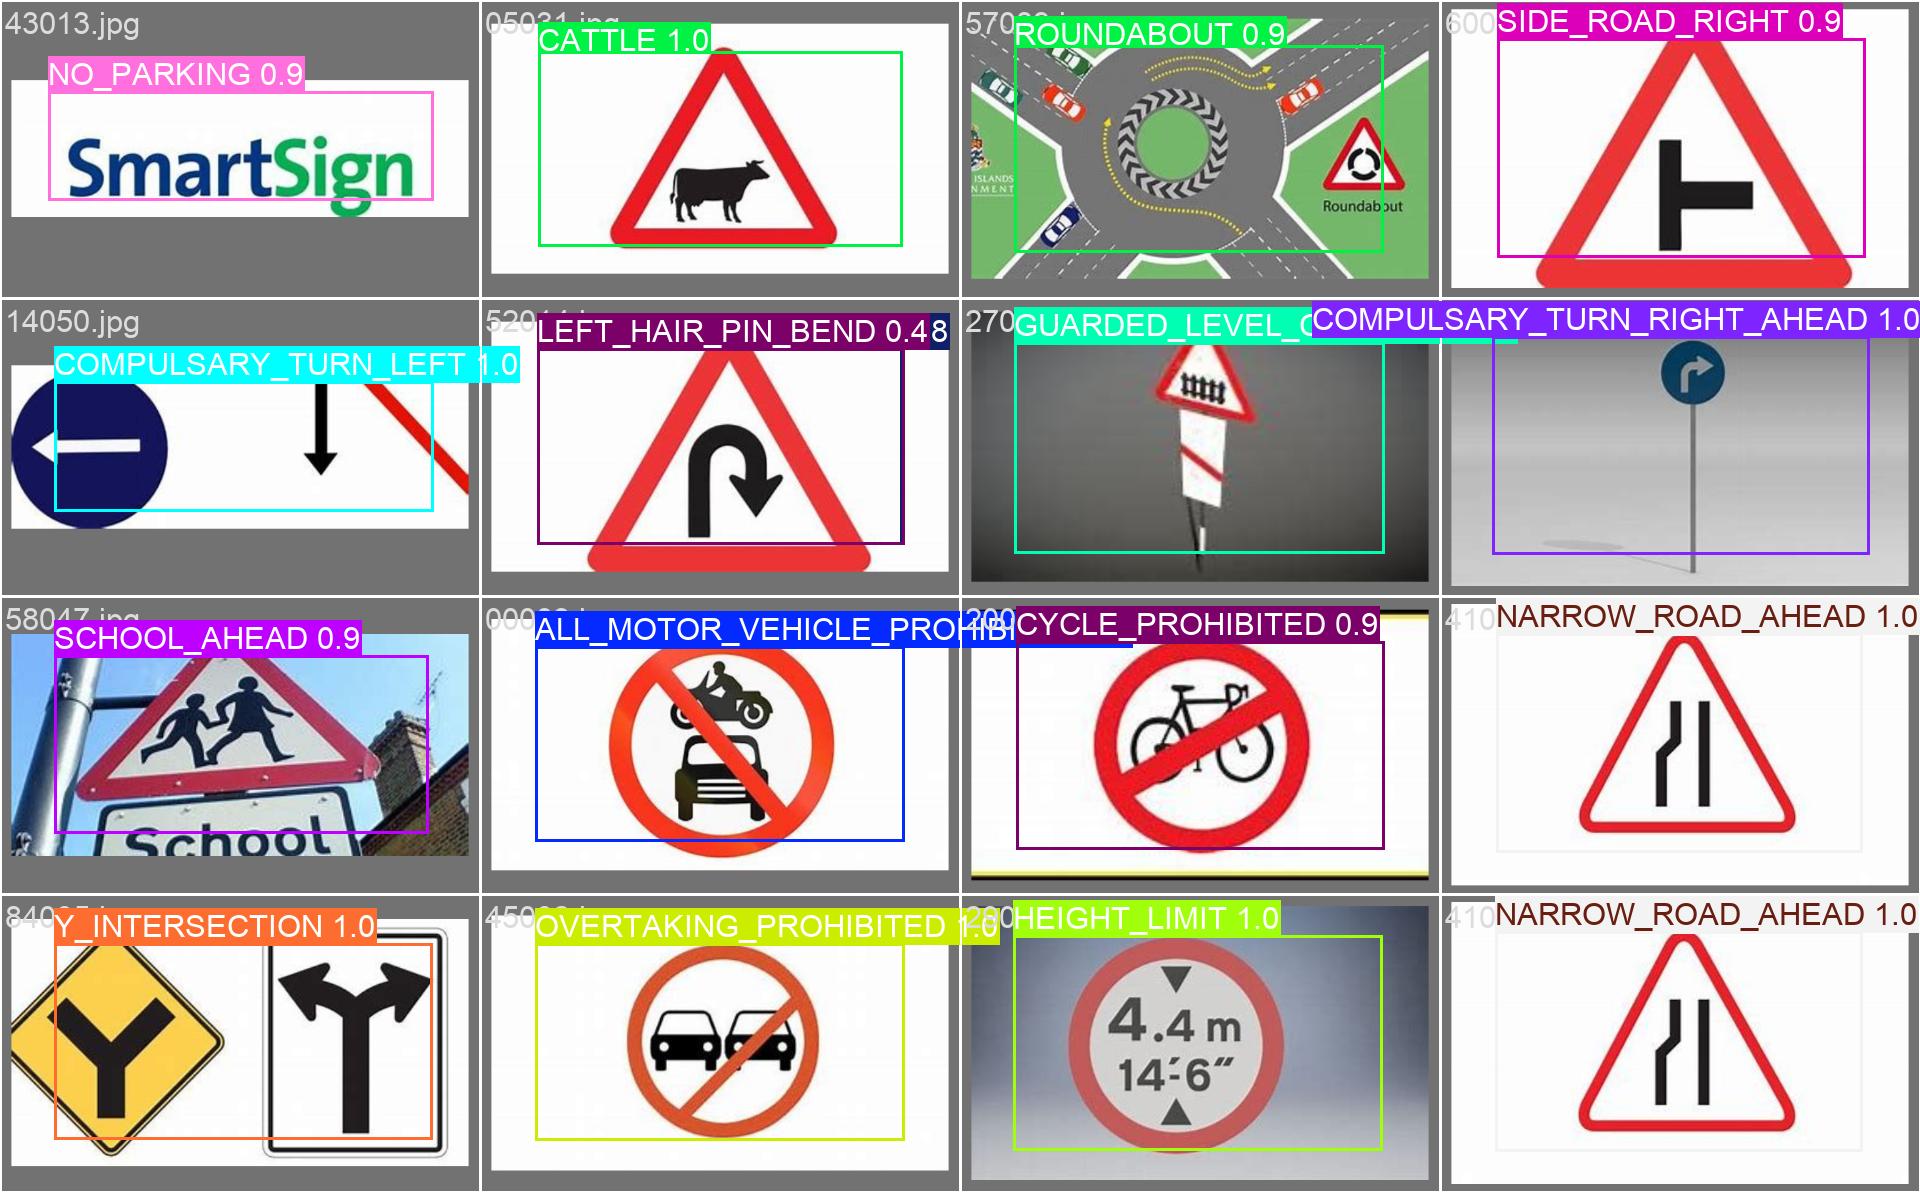 43013.jpg
NO_PARKING 0.9
SmartSign
CATTLE 1.0
ROUNDABOUT 0.9
ISLANDS
Roundabout
SIDE_ROAD_RIGHT 0.9
14050.jpg
COMPULSARY_TURN_LEFT 1.0
LEFT_HAIR_PIN_BEND 0.4
8
270
GUARDED_LEVEL_
COMPULSARY_TURN_RIGHT_AHEAD 1.0
58047.jpg
SCHOOL_AHEAD 0.9
School
ALL_MOTOR_VEHICLE_PROHIBI
CYCLE_PROHIBITED 0.9
410
NARROW_ROAD_AHEAD 1.0
Y_INTERSECTION 1.0
OVERTAKING_PROHIBITED 1.0
HEIGHT_LIMIT 1.0
4.4 m
14'-6"
410
NARROW_ROAD_AHEAD 1.0